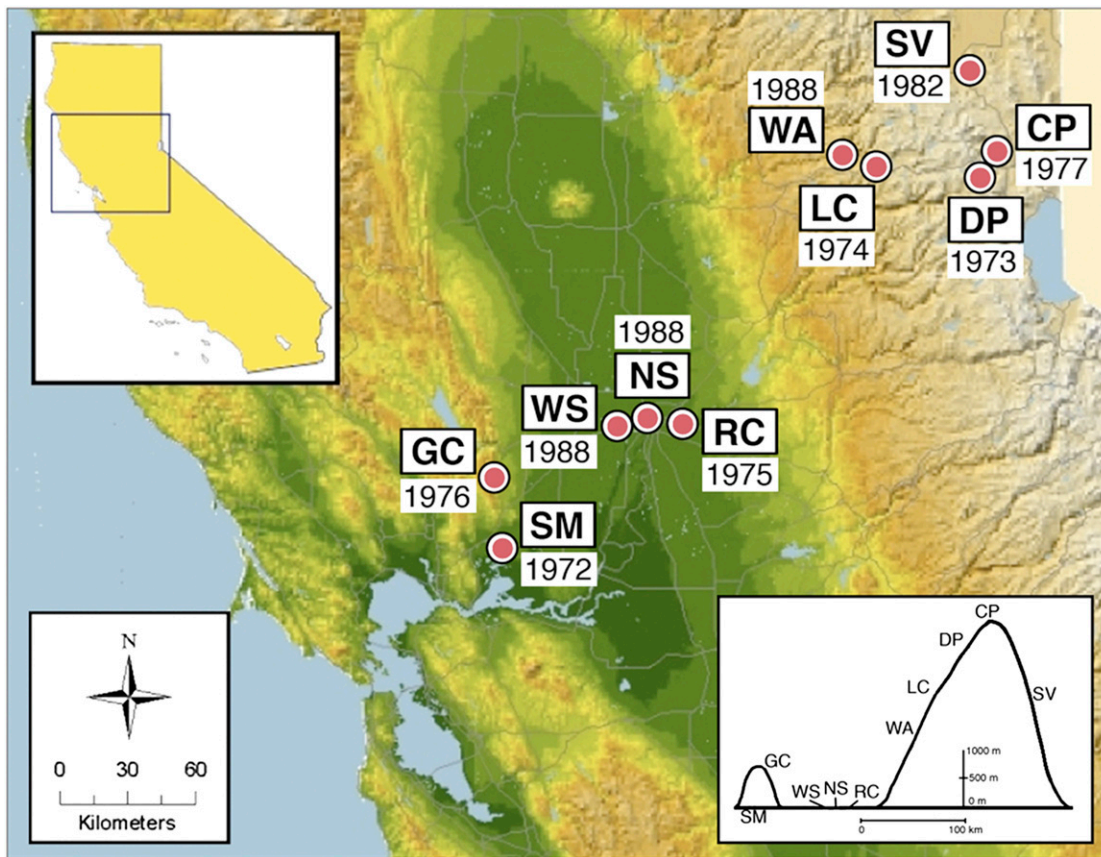 SV
1982
1988
WA
CP
1977
LC
1974
DP
1973
1988
NS
WS
1988
RC
1975
GC
1976
SM
1972
N
0 30 60
Kilometers
CP
DP
LC
SV
WA
1000 m
500 m
0 m
GC
WS NS RC
SM
0 100 km